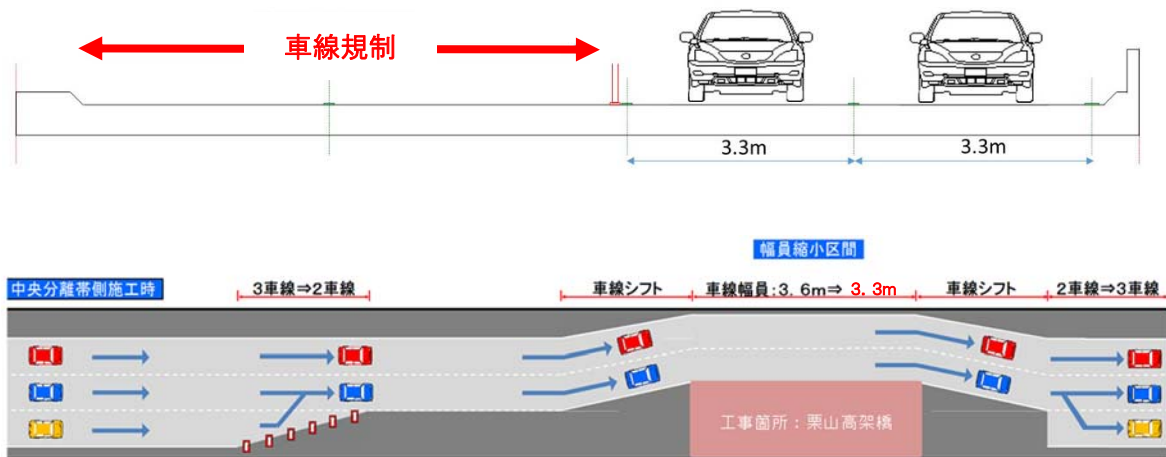 車線規制
3.3m
3.3m
幅員縮小区間
中央分離帯側施工時
3車線⇒2車線
車線シフト
車線幅員:3.6m⇒ 3.3m
車線シフト
2車線⇒3車線
工事箇所：栗山高架橋